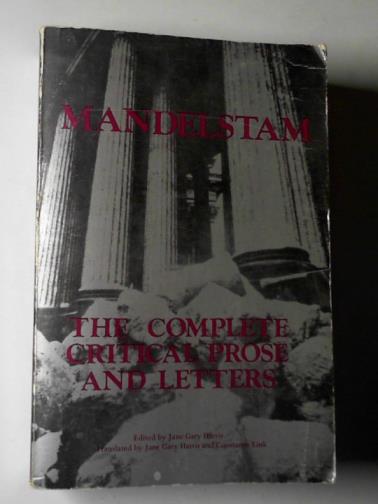 MANDELSTAM
THE COMPLETE
CRITICAL PROSE
AND LETTERS
Edited by Jane Gary Harris
Translated by Jane Gary Harris and Constance Link